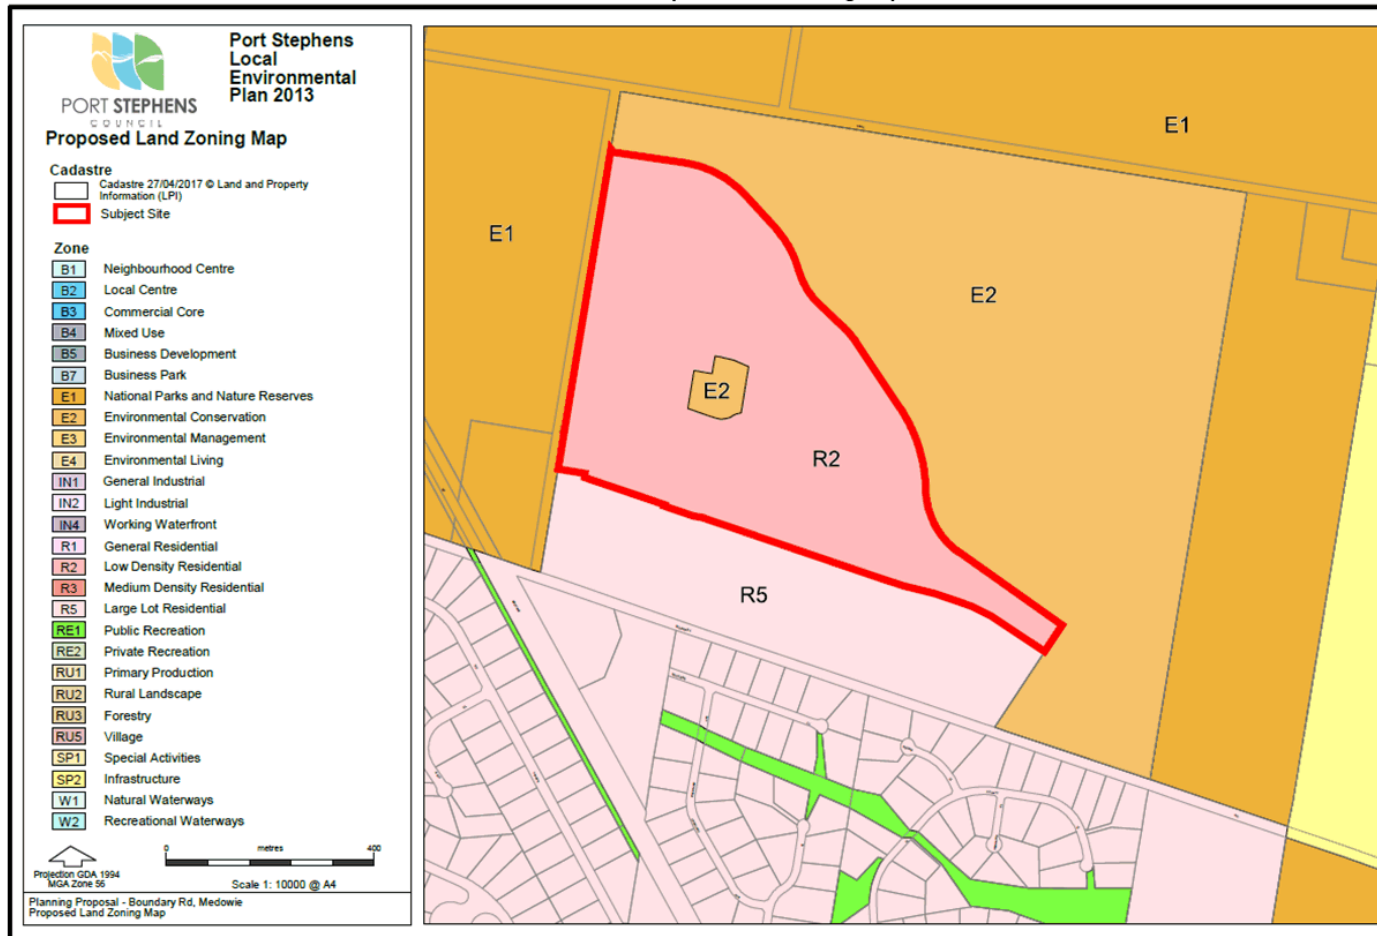 Port Stephens
Local
Environmental
Plan 2013
PORT STEPHENS
COUNCIL
Proposed Land Zoning Map
Cadastre
Cadastre 27/04/2017 © Land and Property
Information (LPI)
Subject Site
Zone
B1 Neighbourhood Centre
B2 Local Centre
B3 Commercial Core
B4 Mixed Use
B5 Business Development
B7 Business Park
E1 National Parks and Nature Reserves
E2 Environmental Conservation
E3 Environmental Management
E4 Environmental Living
IN1 General Industrial
IN2 Light Industrial
IN4 Working Waterfront
R1 General Residential
R2 Low Density Residential
R3 Medium Density Residential
R5 Large Lot Residential
RE1 Public Recreation
RE2 Private Recreation
RU1 Primary Production
RU2 Rural Landscape
RU3 Forestry
RU5 Village
SP1 Special Activities
SP2 Infrastructure
W1 Natural Waterways
W2 Recreational Waterways
0 metres 400
Projection GDA 1994
MGA Zone 56
Scale 1: 10000 @ A4
Planning Proposal - Boundary Rd, Medowie
Proposed Land Zoning Map
E1
E1
E2
E2
R2
R5